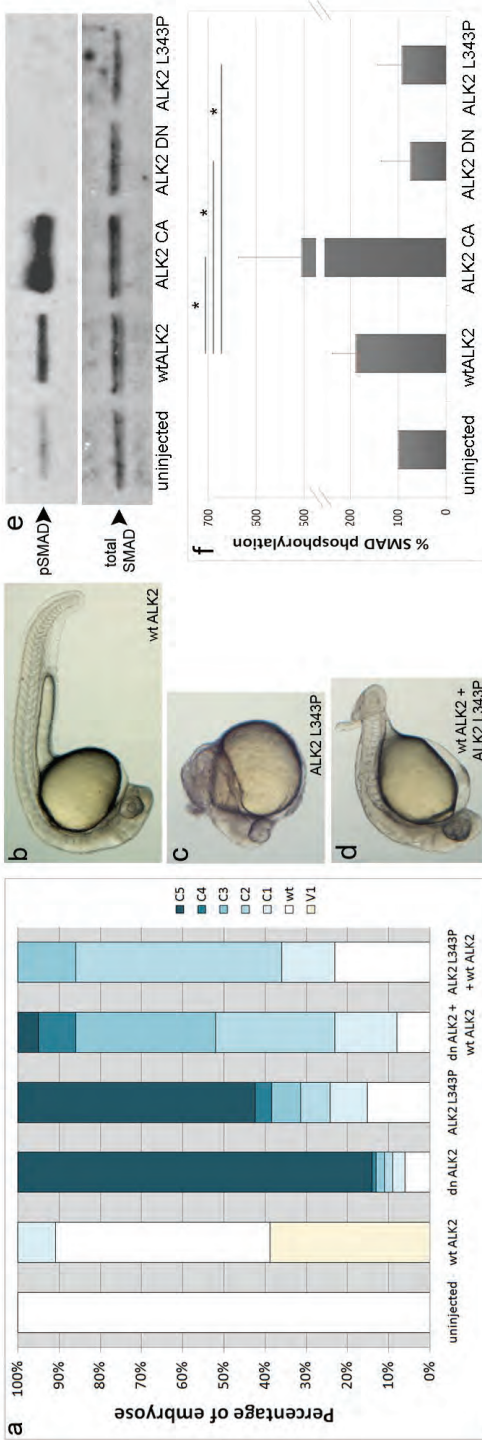 a
Percentage of embryose
100%
90%
80%
70%
60%
50%
40%
30%
20%
10%
0%
uninjected
wt ALK2
dn ALK2
ALK2 L343P
dn ALK2 +
wt ALK2
ALK2 L343P
+ wt ALK2
C5
C4
C3
C2
C1
wt
V1
b
wt ALK2
c
ALK2 L343P
d
wt ALK2 +
ALK2 L343P
e
pSMAD
total
SMAD
uninjected
wtALK2
ALK2 CA
ALK2 DN
ALK2 L343P
f
% SMAD phosphorylation
700
500
300
200
100
0
*
*
*
uninjected
wtALK2
ALK2 CA
ALK2 DN
ALK2 L343P